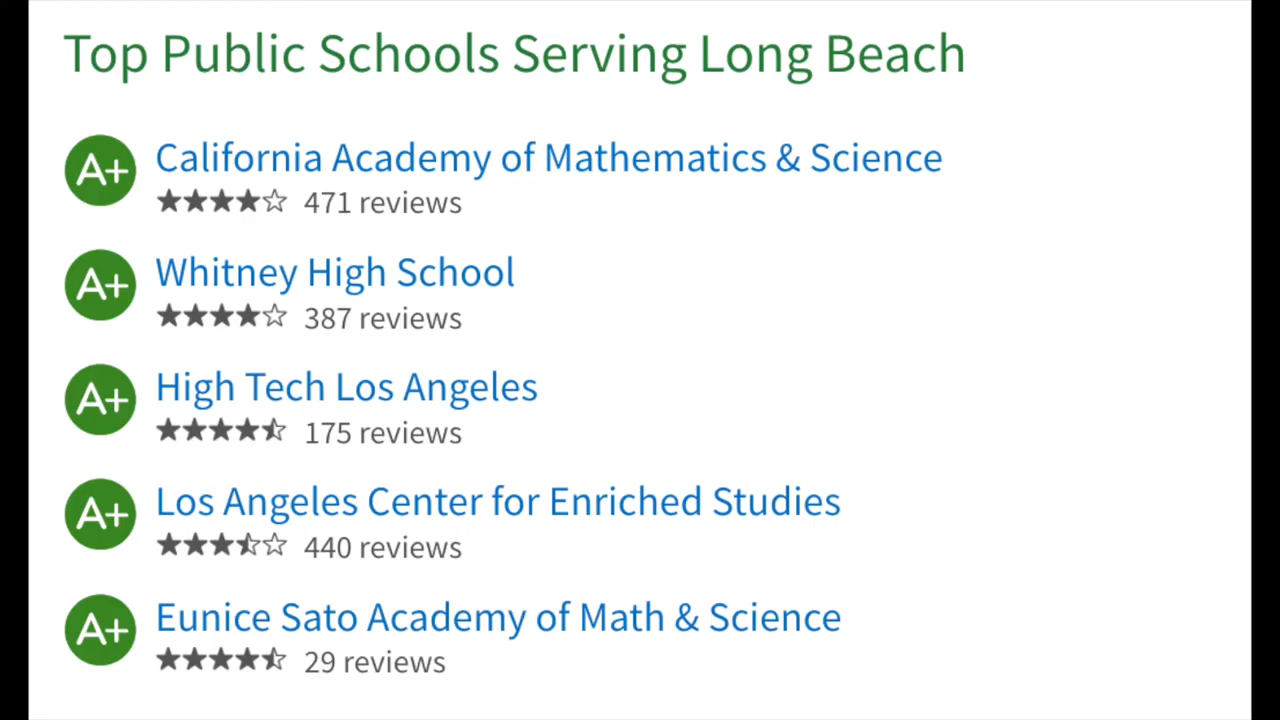 Top Public Schools Serving Long Beach
A+ California Academy of Mathematics & Science
★★★★☆ 471 reviews
A+ Whitney High School
★★★★☆ 387 reviews
A+ High Tech Los Angeles
175 reviews
A+ Los Angeles Center for Enriched Studies
440 reviews
A+ Eunice Sato Academy of Math & Science
29 reviews